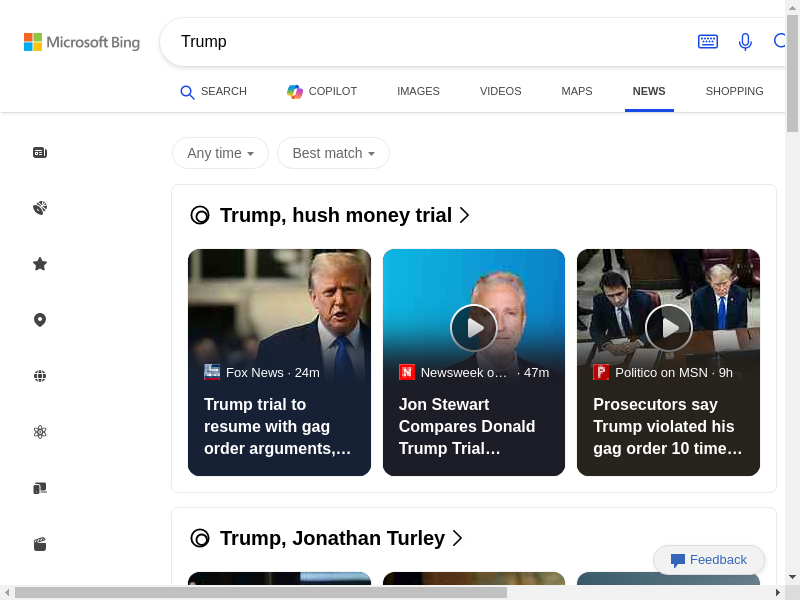 Microsoft Bing
Trump
SEARCH
COPILOT
IMAGES
VIDEOS
MAPS
NEWS
SHOPPING
Any time
Best match
Trump, hush money trial
Fox News · 24m
Trump trial to
resume with gag
order arguments,...
Newsweek o... · 47m
Jon Stewart
Compares Donald
Trump Trial...
Politico on MSN · 9h
Prosecutors say
Trump violated his
gag order 10 time...
Trump, Jonathan Turley
Feedback